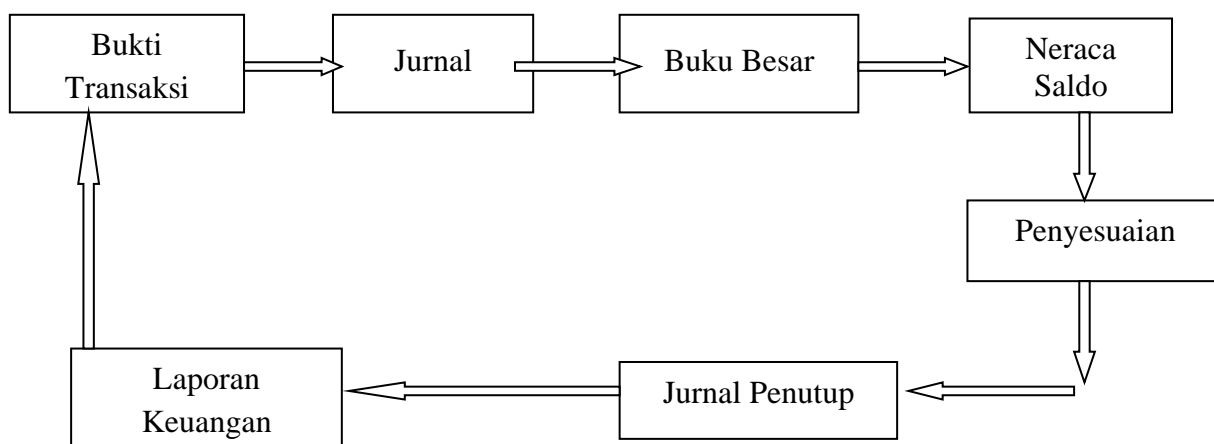 Bukti
Transaksi
Jurnal
Buku Besar
Neraca
Saldo
Penyesuaian
Jurnal Penutup
Laporan
Keuangan